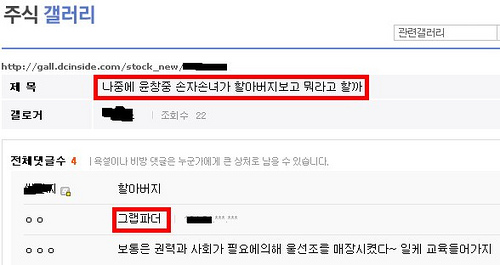 주식 갤러리
관련갤러리
http://gall.dcinside.com/stock_new/
제 목 나중에 윤창중 손자손녀가 할아버지보고 뭐라고 할까
갤로거 조회수 22
전체댓글수 4 욕설이나 비방 댓글은 누군가에게 큰 상처로 남을 수 있습니다.
할아버지
ㅇㅇ 그랩파더 ***.***
ㅇㅇㅇ 보통은 권력과 사회가 필요에의해 울선조를 매장시켰다~ 일케 교육들어가지